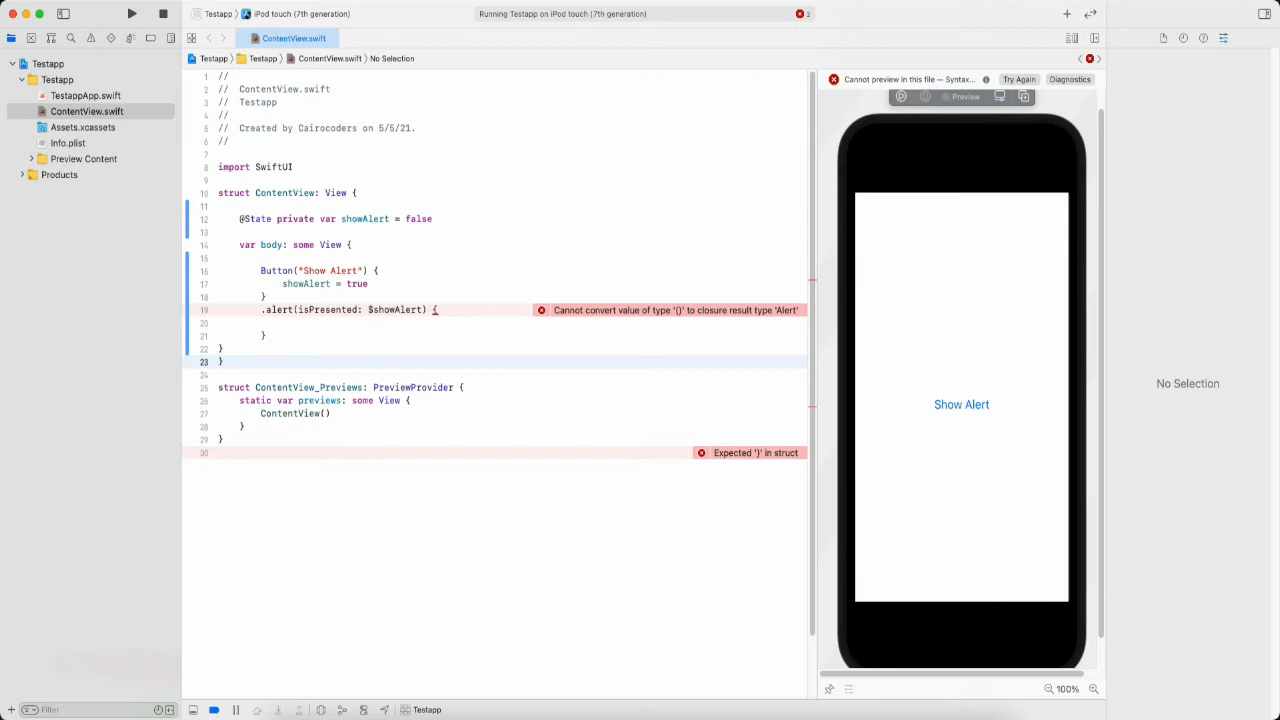 Testapp 〉 iPod touch (7th generation)
Running Testapp on iPod touch (7th generation)
2
ContentView.swift
Testapp 〉 Testapp 〉 ContentView.swift 〉 No Selection
Testapp
Testapp
TestappApp.swift
ContentView.swift
Assets.xcassets
Info.plist
Preview Content
Products
1 //
2 // ContentView.swift
3 // Testapp
4 //
5 // Created by Cairocoders on 5/5/21.
6 //
7
8 import SwiftUI
9
10 struct ContentView: View {
11
12 @State private var showAlert = false
13
14 var body: some View {
15
16 Button("Show Alert") {
17 showAlert = true
18 }
19 .alert(isPresented: $showAlert) {
Cannot convert value of type '()' to closure result type 'Alert'
20
21 }
22 }
23 }
24
25 struct ContentView_Previews: PreviewProvider {
26 static var previews: some View {
27 ContentView()
28 }
29 }
30
Expected '}' in struct
Cannot preview in this file — Syntax...
Try Again
Diagnostics
Preview
Show Alert
No Selection
100%
Filter
Testapp